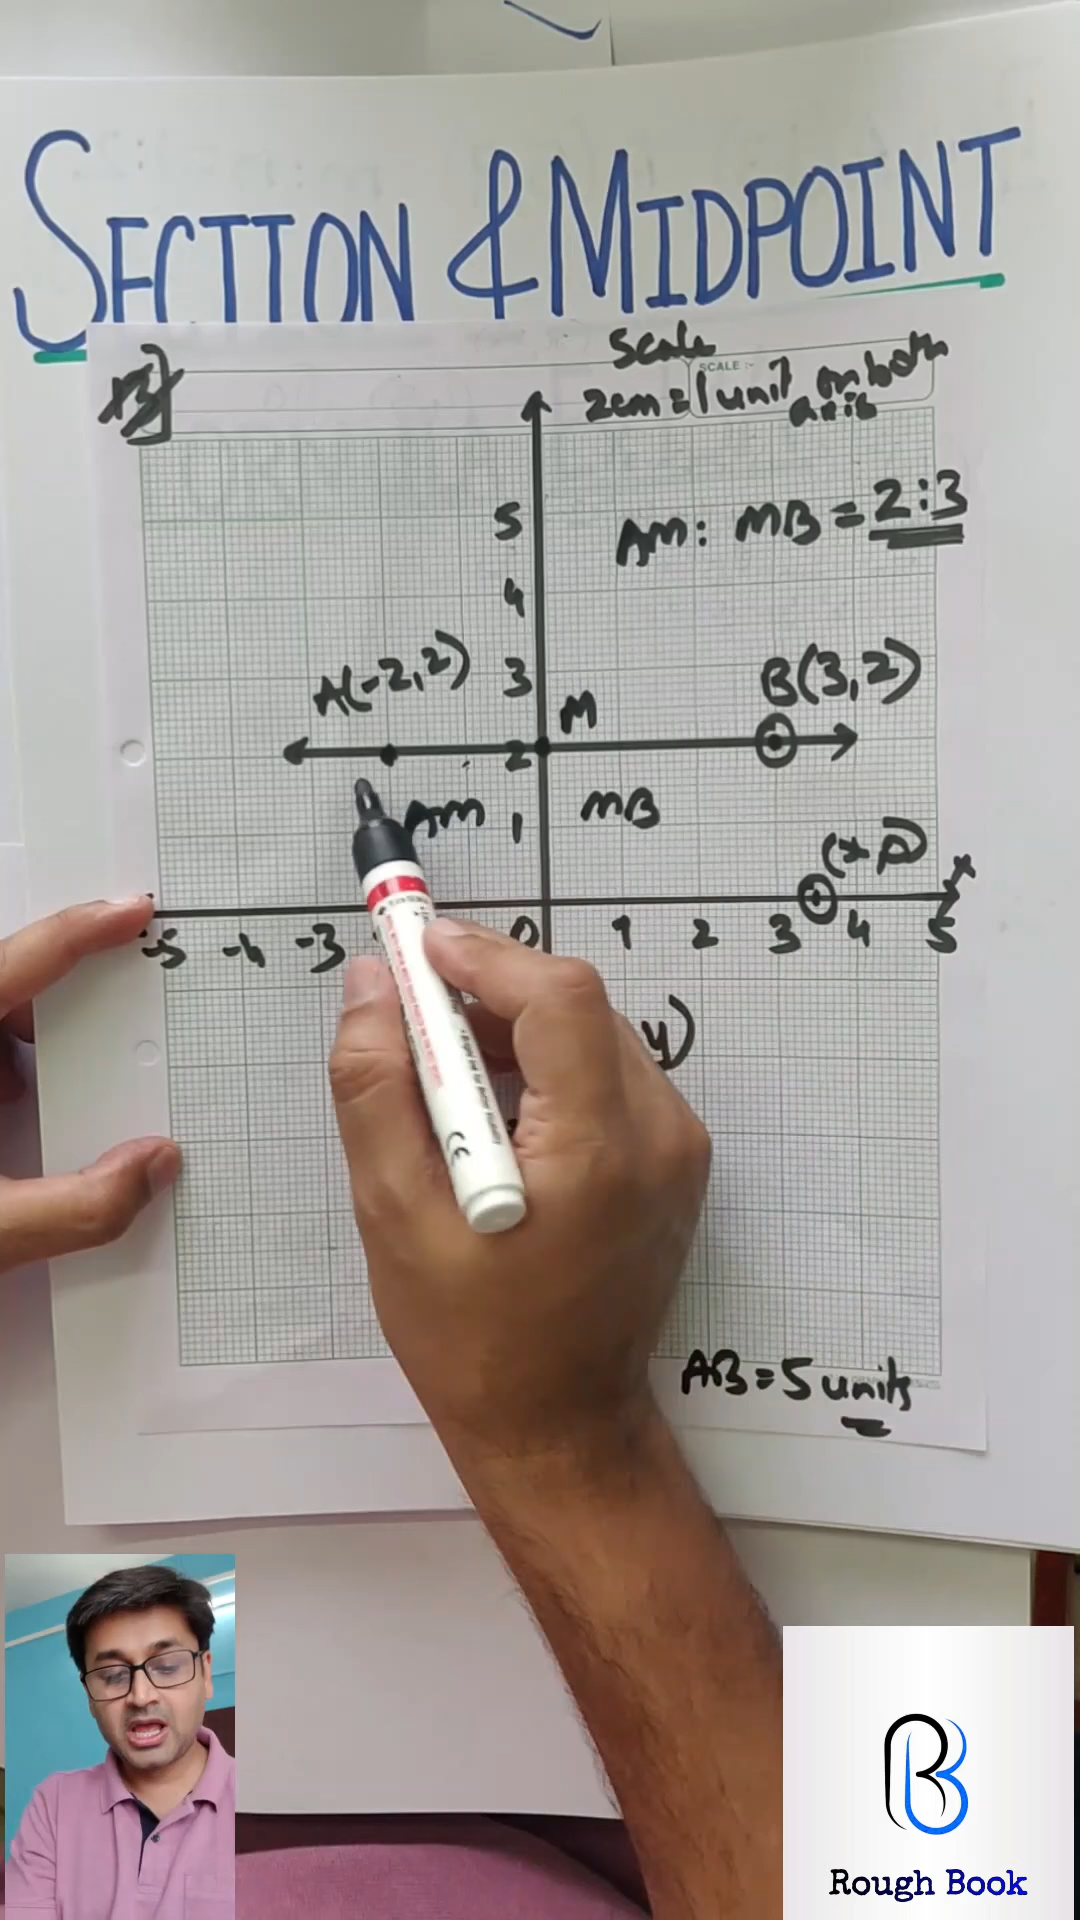 SECTION & MIDPOINT
Scale
SCALE :-
2cm = 1 unit on both
axis
AM : MB = 2:3
5
4
A(-2,2)
3
B(3,2)
M
2
AM
1
MB
-5 -4 -3 0 1 2 3 4 5
y)
CE
AB = 5 units
B
Rough Book